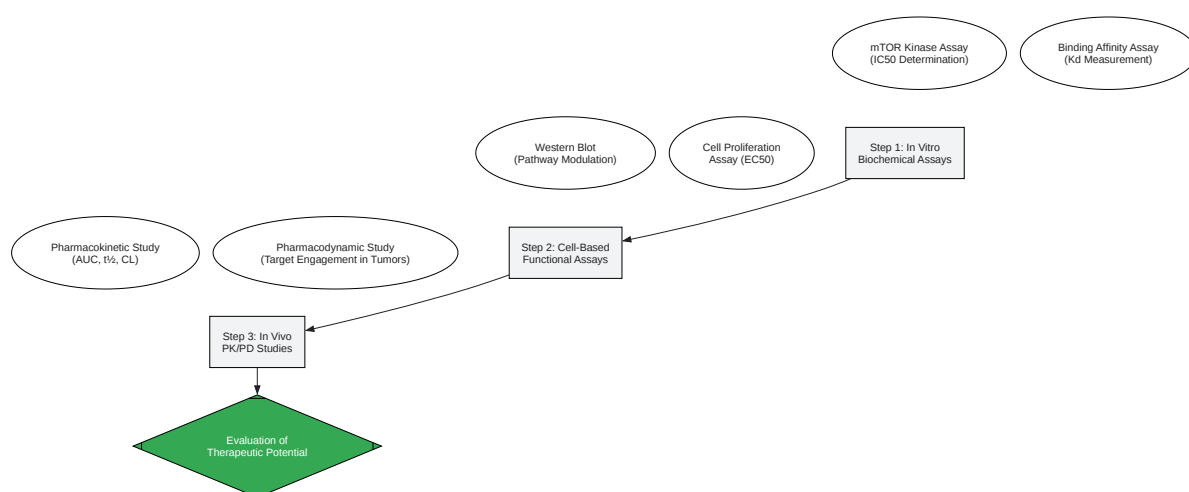 mTOR Kinase Assay
(IC50 Determination)
Binding Affinity Assay
(Kd Measurement)
Western Blot
(Pathway Modulation)
Cell Proliferation
Assay (EC50)
Step 1: In Vitro
Biochemical Assays
Pharmacokinetic Study
(AUC, t½, CL)
Pharmacodynamic Study
(Target Engagement in Tumors)
Step 2: Cell-Based
Functional Assays
Step 3: In Vivo
PK/PD Studies
Evaluation of
Therapeutic Potential